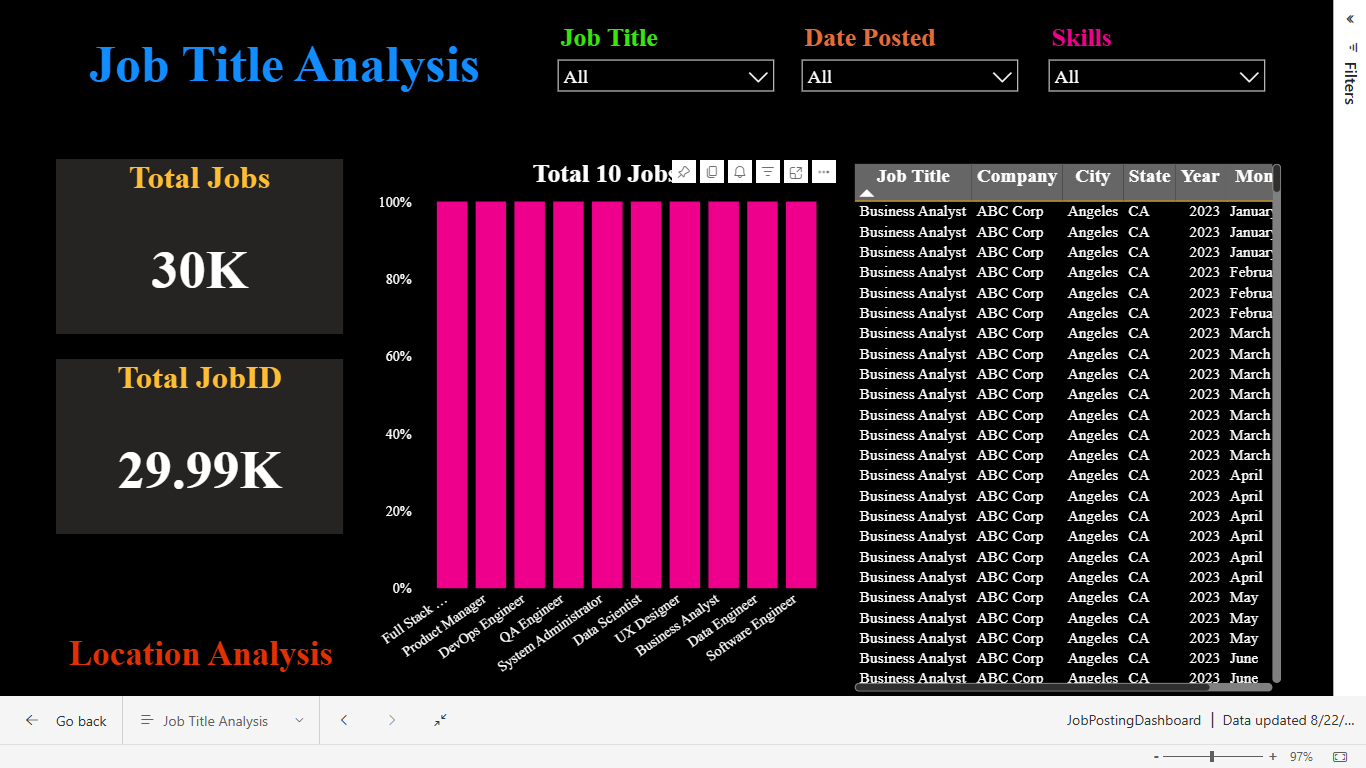 Job Title Analysis
Job Title
All
Date Posted
All
Skills
All
«
Filters
Total Jobs
30K
Total JobID
29.99K
Location Analysis
Total 10 Jobs
100%
80%
60%
40%
20%
0%
Full Stack …
Product Manager
DevOps Engineer
QA Engineer
System Administrator
Data Scientist
UX Designer
Business Analyst
Data Engineer
Software Engineer
Job Title Company City State Year Mon
Business Analyst ABC Corp Angeles CA 2023 January
Business Analyst ABC Corp Angeles CA 2023 January
Business Analyst ABC Corp Angeles CA 2023 January
Business Analyst ABC Corp Angeles CA 2023 Februa
Business Analyst ABC Corp Angeles CA 2023 Februa
Business Analyst ABC Corp Angeles CA 2023 Februa
Business Analyst ABC Corp Angeles CA 2023 March
Business Analyst ABC Corp Angeles CA 2023 March
Business Analyst ABC Corp Angeles CA 2023 March
Business Analyst ABC Corp Angeles CA 2023 March
Business Analyst ABC Corp Angeles CA 2023 March
Business Analyst ABC Corp Angeles CA 2023 March
Business Analyst ABC Corp Angeles CA 2023 March
Business Analyst ABC Corp Angeles CA 2023 April
Business Analyst ABC Corp Angeles CA 2023 April
Business Analyst ABC Corp Angeles CA 2023 April
Business Analyst ABC Corp Angeles CA 2023 April
Business Analyst ABC Corp Angeles CA 2023 April
Business Analyst ABC Corp Angeles CA 2023 April
Business Analyst ABC Corp Angeles CA 2023 May
Business Analyst ABC Corp Angeles CA 2023 May
Business Analyst ABC Corp Angeles CA 2023 May
Business Analyst ABC Corp Angeles CA 2023 June
Business Analyst ABC Corp Angeles CA 2023 June
Go back
Job Title Analysis
JobPostingDashboard | Data updated 8/22/...
- + 97%